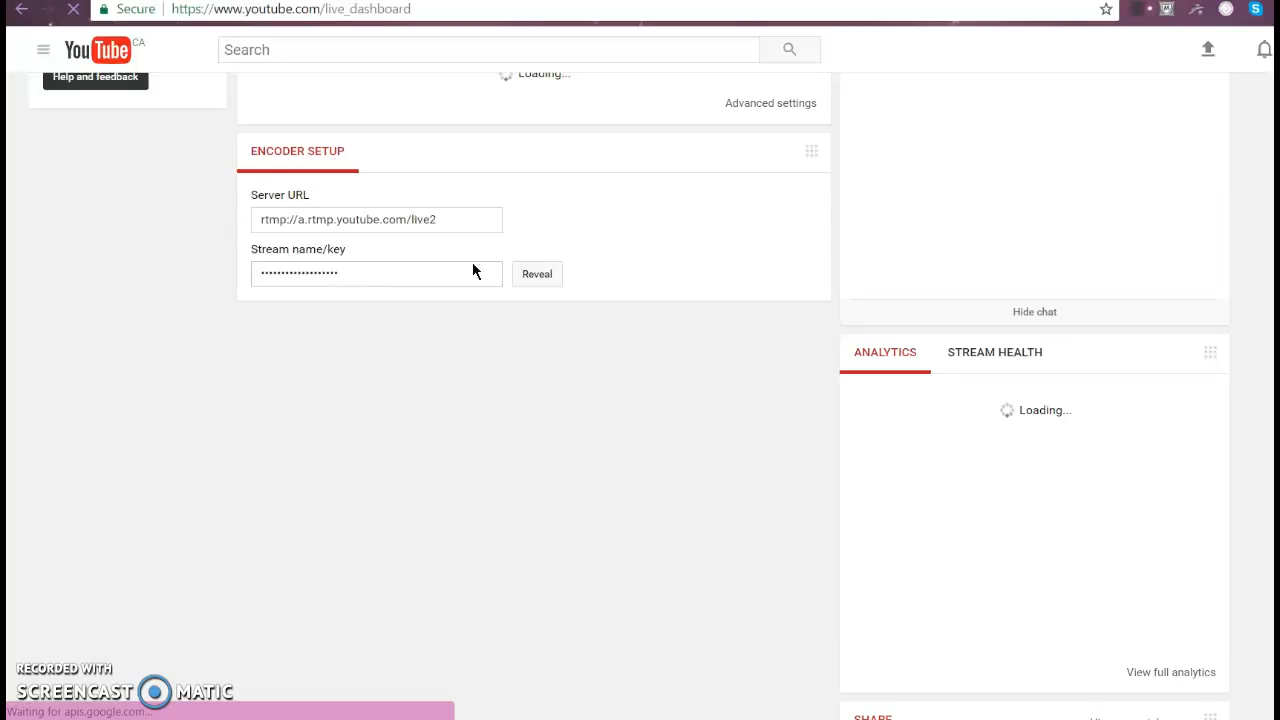 Secure https://www.youtube.com/live_dashboard
YouTube CA
Search
Help and feedback
Loading...
Advanced settings
ENCODER SETUP
Server URL
rtmp://a.rtmp.youtube.com/live2
Stream name/key
•••••••••••••••••••
Reveal
Hide chat
ANALYTICS STREAM HEALTH
Loading...
View full analytics
SHARE
RECORDED WITH
SCREENCAST MATIC
Waiting for apis.google.com...